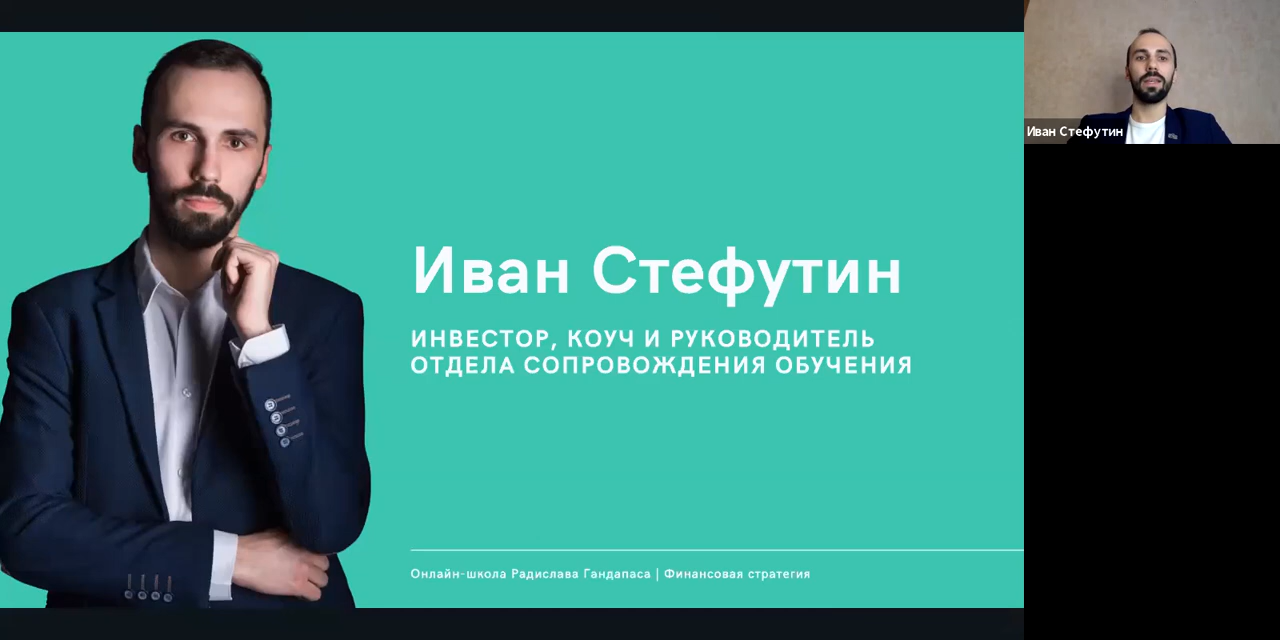 Иван Стефутин
ИНВЕСТОР, КОУЧ И РУКОВОДИТЕЛЬ
ОТДЕЛА СОПРОВОЖДЕНИЯ ОБУЧЕНИЯ
Онлайн-школа Радислава Гандапаса | Финансовая стратегия
Иван Стефутин